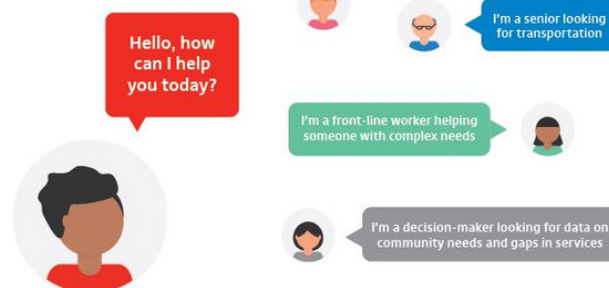 Hello, how
can I help
you today?
I'm a senior looking
for transportation
I'm a front-line worker helping
someone with complex needs
I'm a decision-maker looking for data on
community needs and gaps in services